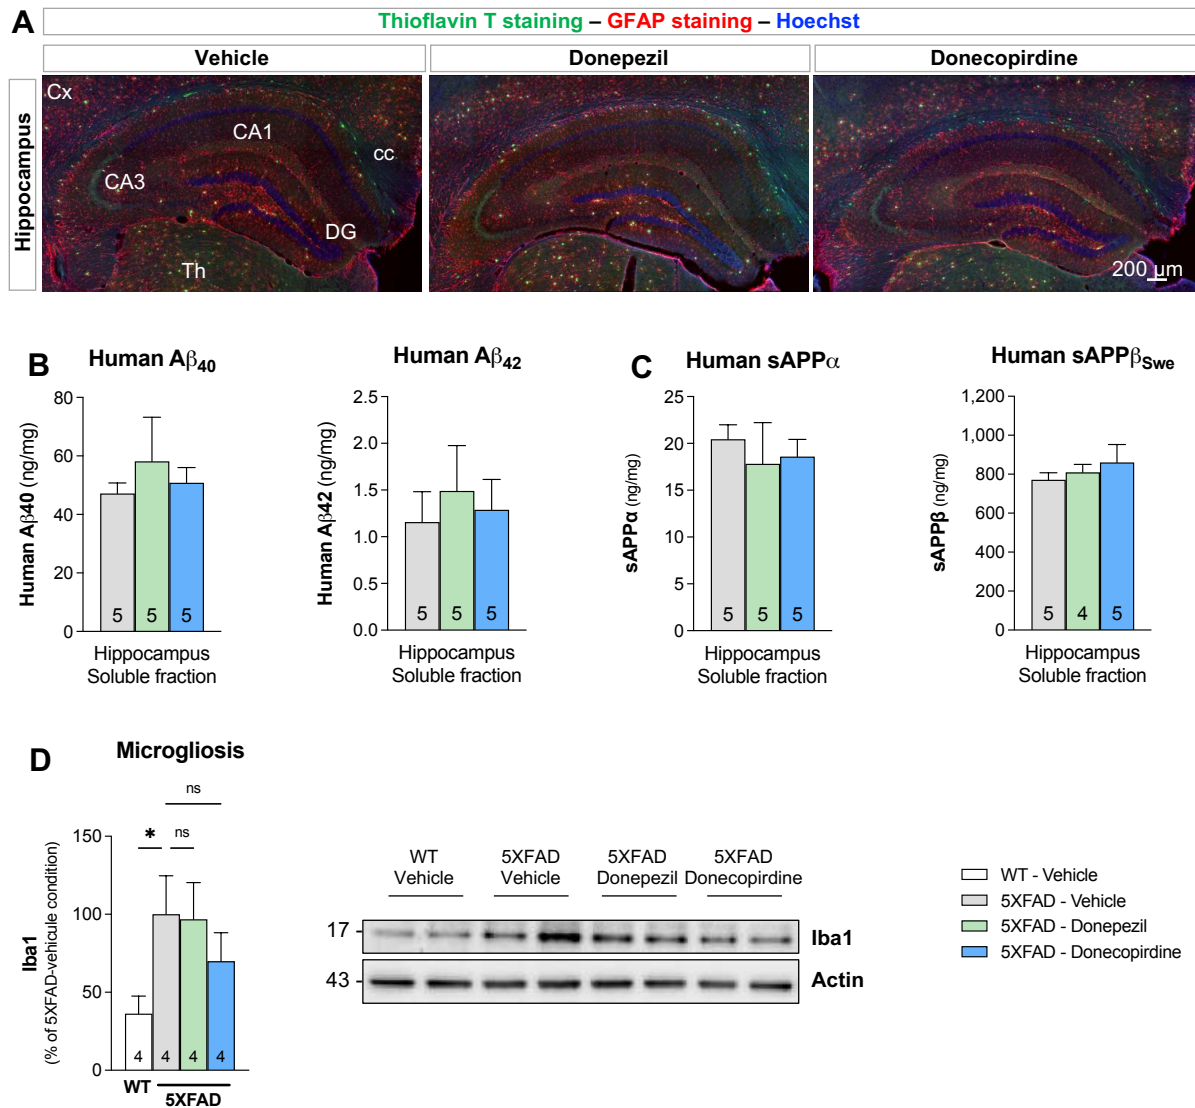 A
Thioflavin T staining – GFAP staining – Hoechst
Vehicle
Donepezil
Donecopirdine
Hippocampus
Cx
CA1
cc
CA3
DG
Th
200 µm
B
Human Aβ40
Human Aβ40 (ng/mg)
80
60
40
20
0
5
5
5
Hippocampus
Soluble fraction
Human Aβ42
Human Aβ42 (ng/mg)
2.5
2.0
1.5
1.0
0.5
0.0
5
5
5
Hippocampus
Soluble fraction
C
Human sAPPα
sAPPα (ng/mg)
25
20
15
10
5
0
5
5
5
Hippocampus
Soluble fraction
Human sAPPβSwe
sAPPβ (ng/mg)
1,200
1,000
800
600
400
200
0
5
4
5
Hippocampus
Soluble fraction
D
Microgliosis
ns
* ns
Iba1
(% of 5XFAD-vehicule condition)
150
100
50
0
4
4
4
4
WT
5XFAD
WT
Vehicle
5XFAD
Vehicle
5XFAD
Donepezil
5XFAD
Donecopirdine
17
Iba1
43
Actin
WT - Vehicle
5XFAD - Vehicle
5XFAD - Donepezil
5XFAD - Donecopirdine